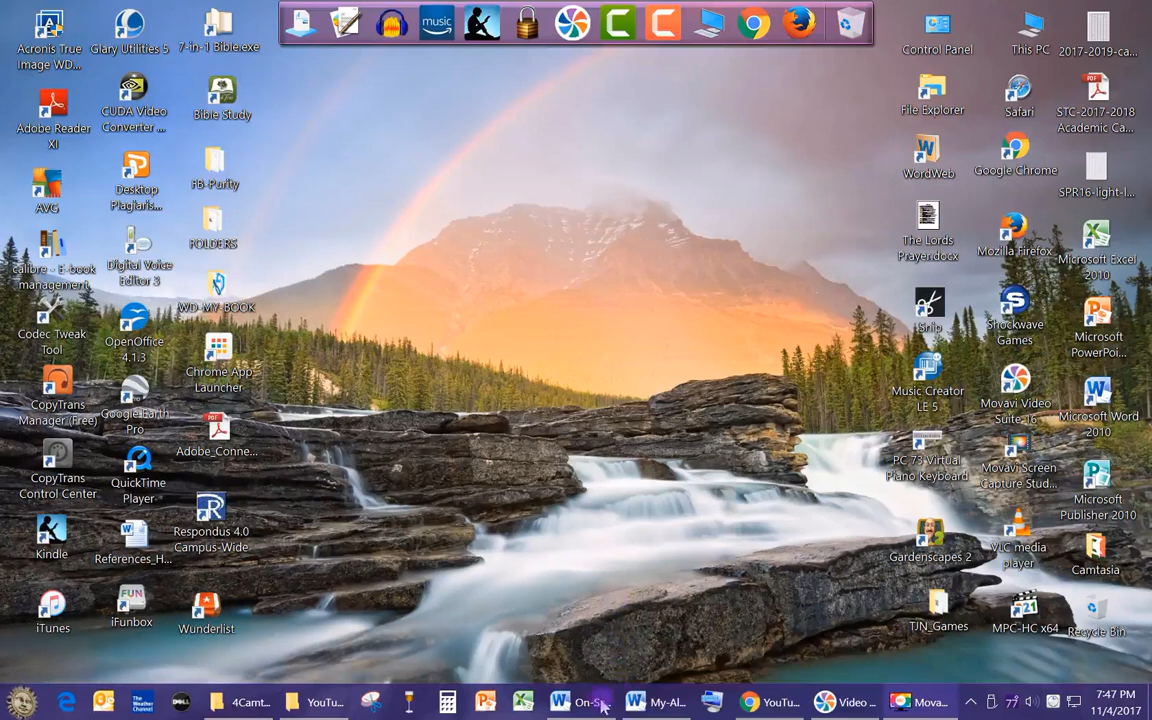 music
Acronis True
Image WD...
Glary Utilities 5
7-in-1 Bible.exe
Control Panel
This PC
2017-2019-ca...
Adobe Reader
XI
CUDA Video
Converter ...
Bible Study
File Explorer
Safari
STC-2017-2018
Academic Ca...
AVG
Desktop
Plagiaris...
FB-Purity
WordWeb
Google Chrome
SPR16-light-l...
calibre - E-book
management
Digital Voice
Editor 3
FOLDERS
The Lords
Prayer.docx
Mozilla Firefox
Microsoft Excel
2010
Codec Tweak
Tool
OpenOffice
4.1.3
WD-MY-BOOK
Shockwave
Games
Microsoft
PowerPoi...
CopyTrans
Manager (Free)
Google Earth
Pro
Chrome App
Launcher
Music Creator
LE 5
Movavi Video
Suite 16
Microsoft Word
2010
CopyTrans
Control Center
QuickTime
Player
Adobe_Conne...
PC 73 Virtual
Piano Keyboard
Movavi Screen
Capture Stud...
Microsoft
Publisher 2010
Kindle
References_H...
Respondus 4.0
Campus-Wide
Gardenscapes 2
VLC media
player
Camtasia
iTunes
FUN
iFunbox
Wunderlist
TJN_Games
MPC-HC x64
Recycle Bin
The Weather Channel
DELL
4Camt...
YouTu...
On-S
My-Al...
YouTu...
Video ...
Mova...
7:47 PM
11/4/2017